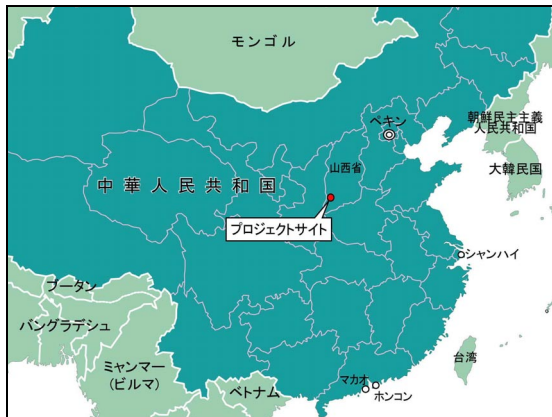 モンゴル
ペキン
朝鮮民主主義
人民共和国
山西省
大韓民国
中華人民共和国
プロジェクトサイト
シャンハイ
ブータン
バングラデシュ
ミャンマー
(ビルマ)
ベトナム
マカオ
ホンコン
台湾